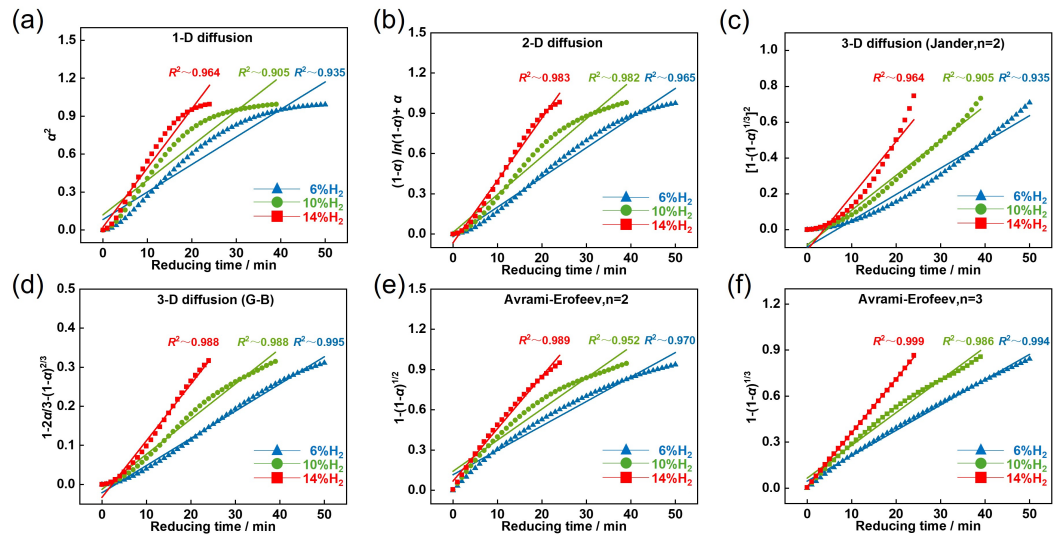 (a)
1-D diffusion
α²
1.5
1.2
0.9
0.6
0.3
0.0
R²～0.964
R²～0.905
R²～0.935
6%H₂
10%H₂
14%H₂
0 10 20 30 40 50
Reducing time / min
(b)
2-D diffusion
(1-α) ln(1-α)+ α
1.5
1.2
0.9
0.6
0.3
0.0
R²～0.983
R²～0.982
R²～0.965
6%H₂
10%H₂
14%H₂
0 10 20 30 40 50
Reducing time / min
(c)
3-D diffusion (Jander,n=2)
[1-(1-α)^1/3]²
1.0
0.8
0.6
0.4
0.2
0.0
R²～0.964
R²～0.905
R²～0.935
6%H₂
10%H₂
14%H₂
0 10 20 30 40 50
Reducing time / min
(d)
3-D diffusion (G-B)
1-2α/3-(1-α)^2/3
0.5
0.4
0.3
0.2
0.1
0.0
R²～0.988
R²～0.988
R²～0.995
6%H₂
10%H₂
14%H₂
0 10 20 30 40 50
Reducing time / min
(e)
Avrami-Erofeev,n=2
1-(1-α)^1/2
1.5
1.2
0.9
0.6
0.3
0.0
R²～0.989
R²～0.952
R²～0.970
6%H₂
10%H₂
14%H₂
0 10 20 30 40 50
Reducing time / min
(f)
Avrami-Erofeev,n=3
1-(1-α)^1/3
1.2
0.9
0.6
0.3
0.0
R²～0.999
R²～0.986
R²～0.994
6%H₂
10%H₂
14%H₂
0 10 20 30 40 50
Reducing time / min